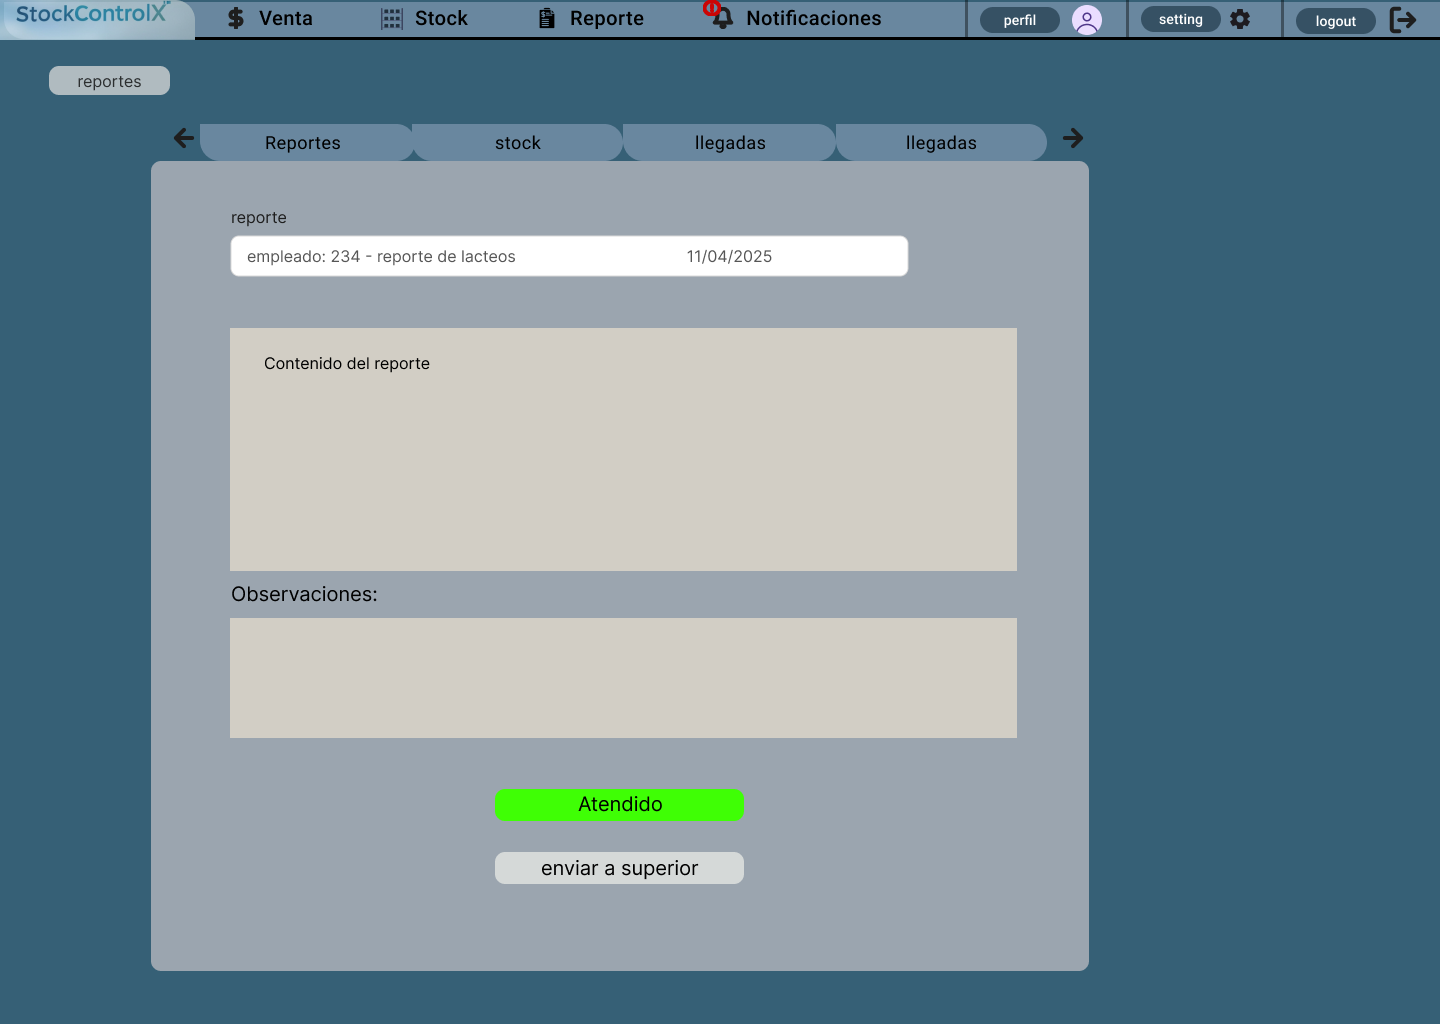 StockControlX
Venta
Stock
Reporte
Notificaciones
perfil
setting
logout
reportes
Reportes
stock
llegadas
llegadas
reporte
empleado: 234 - reporte de lacteos 11/04/2025
Contenido del reporte
Observaciones:
Atendido
enviar a superior